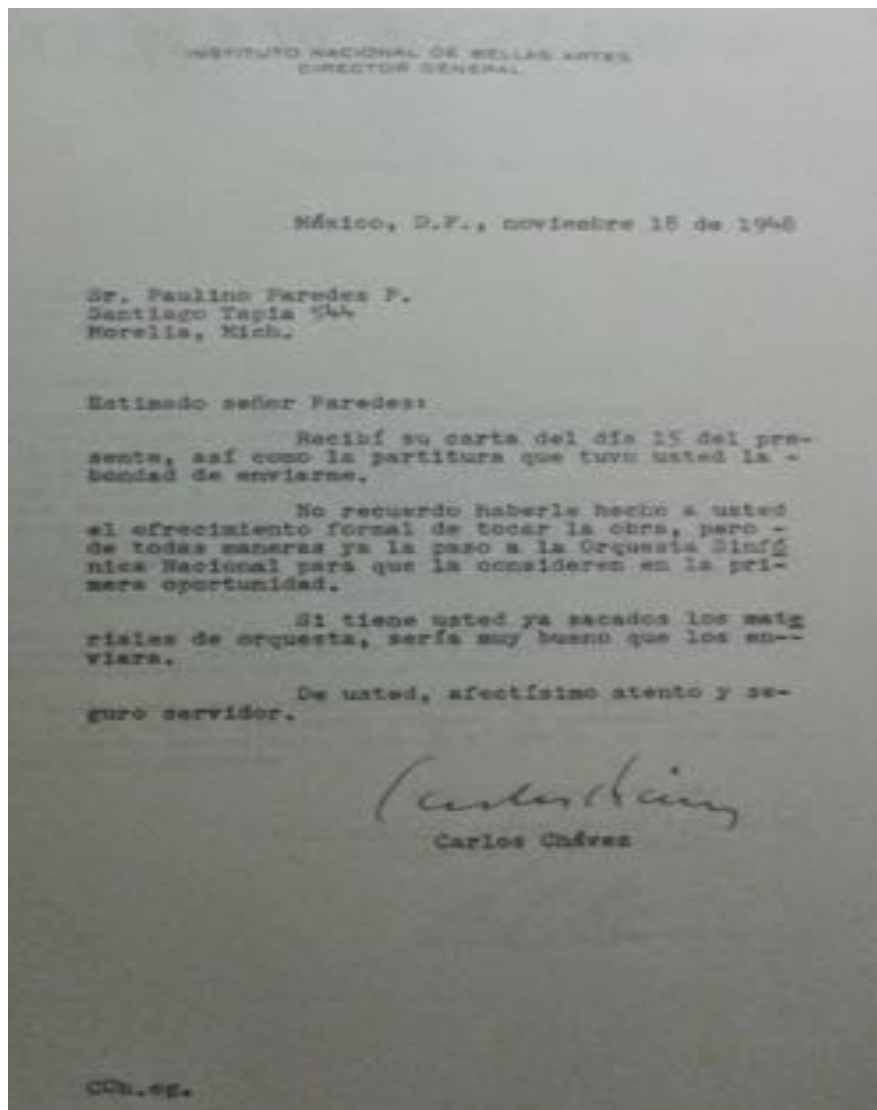 INSTITUTO NACIONAL DE BELLAS ARTES
DIRECTOR GENERAL
México, D.F., noviembre 18 de 1948
Sr. Paulino Paredes P.
Santiago Tapia 544
Morelia, Mich.
Estimado señor Paredes:
Recibí su carta del día 15 del pre-
sente, así como la partitura que tuvo usted la -
bondad de enviarme.
No recuerdo haberle hecho a usted
el ofrecimiento formal de tocar la obra, pero -
de todas maneras ya la paso a la Orquesta Sinfó
nica Nacional para que la consideren en la pri-
mera oportunidad.
Si tiene usted ya sacados los mate
riales de orquesta, sería muy bueno que los en--
viara.
De usted, afectísimo atento y se-
guro servidor.
Carlos Chávez
Carlos Chávez
CCh.eg.